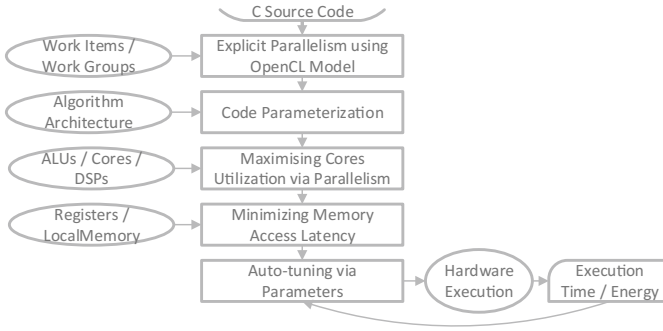 C Source Code
Work Items /
Work Groups
Explicit Parallelism using
OpenCL Model
Algorithm
Architecture
Code Parameterization
ALUs / Cores /
DSPs
Maximising Cores
Utilization via Parallelism
Registers /
LocalMemory
Minimizing Memory
Access Latency
Auto-tuning via
Parameters
Hardware
Execution
Execution
Time / Energy